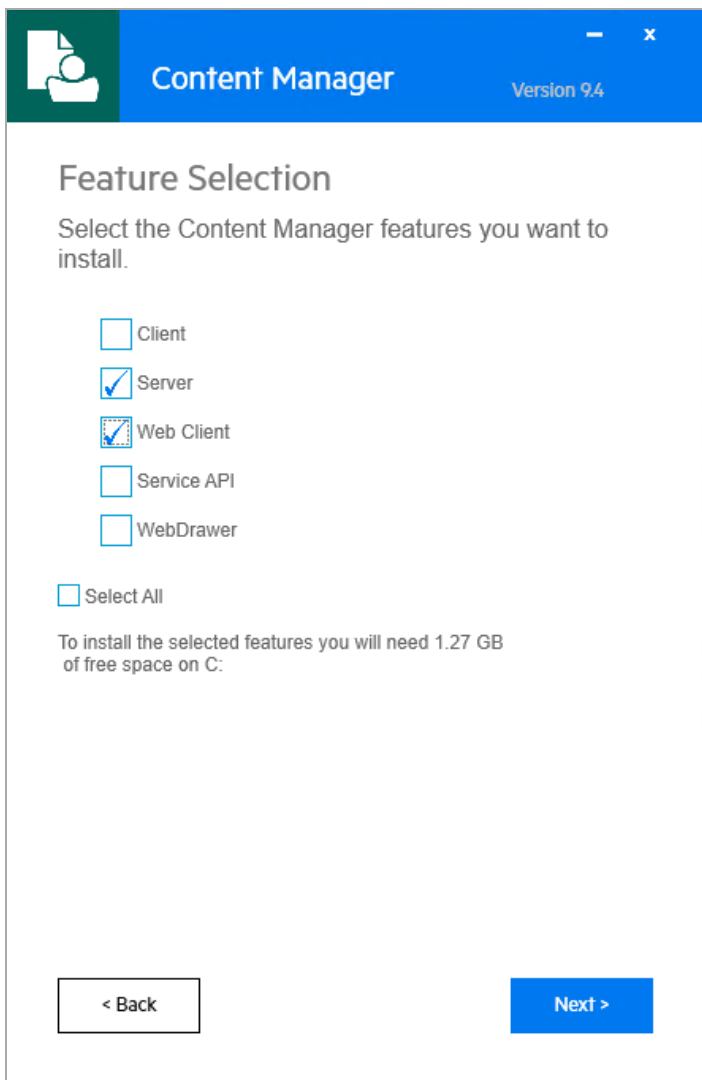 Content Manager
Version 9.4
Feature Selection
Select the Content Manager features you want to
install.
Client
Server
Web Client
Service API
WebDrawer
Select All
To install the selected features you will need 1.27 GB
of free space on C:
< Back
Next >